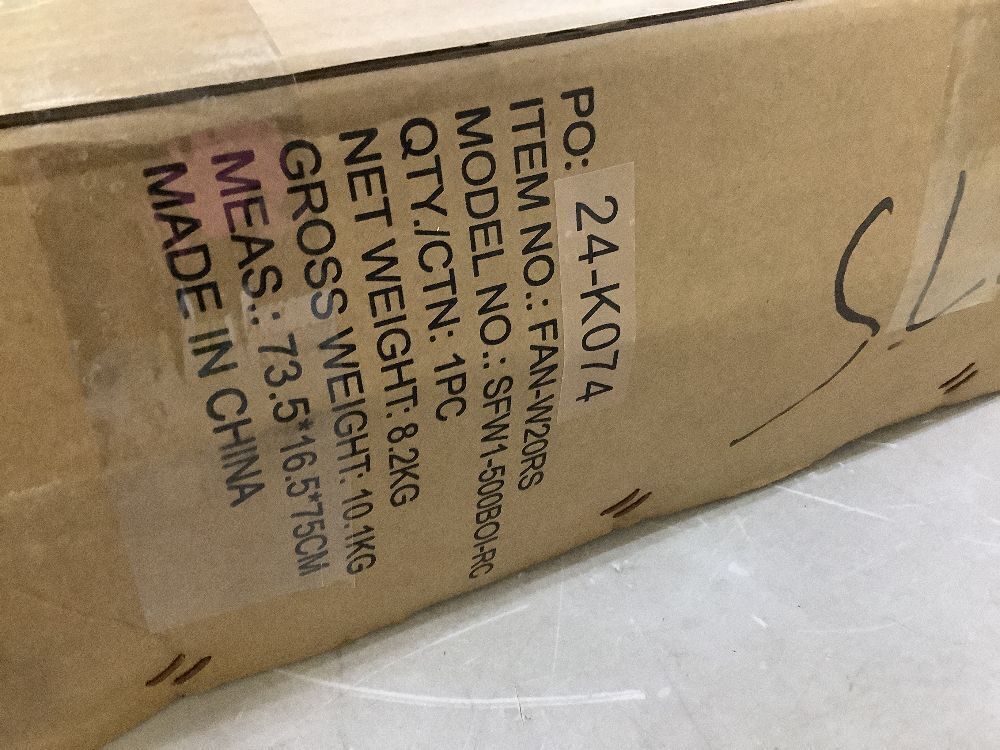 PO: 24-K074
ITEM NO.: FAN-W20RS
MODEL NO.: SFW1-500BOI-RC
QTY./CTN: 1PC
NET WEIGHT: 8.2KG
GROSS WEIGHT: 10.1KG
MEAS.: 73.5*16.5*75CM
MADE IN CHINA